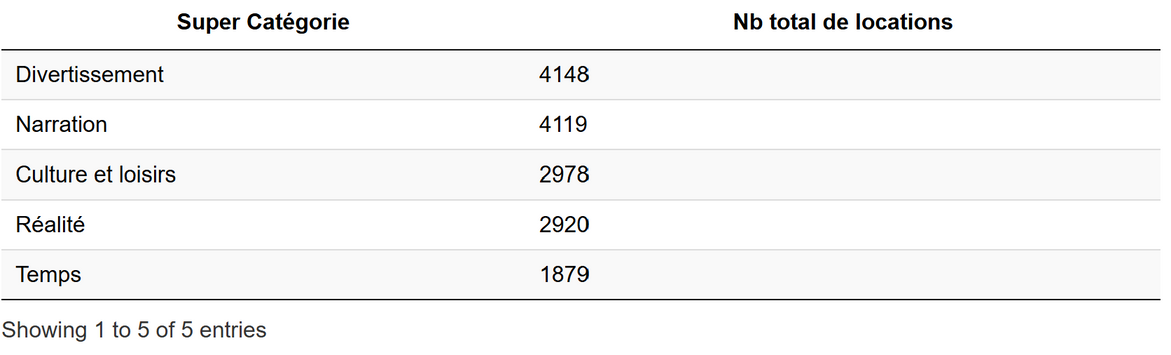 Super Catégorie Nb total de locations
Divertissement 4148
Narration 4119
Culture et loisirs 2978
Réalité 2920
Temps 1879
Showing 1 to 5 of 5 entries